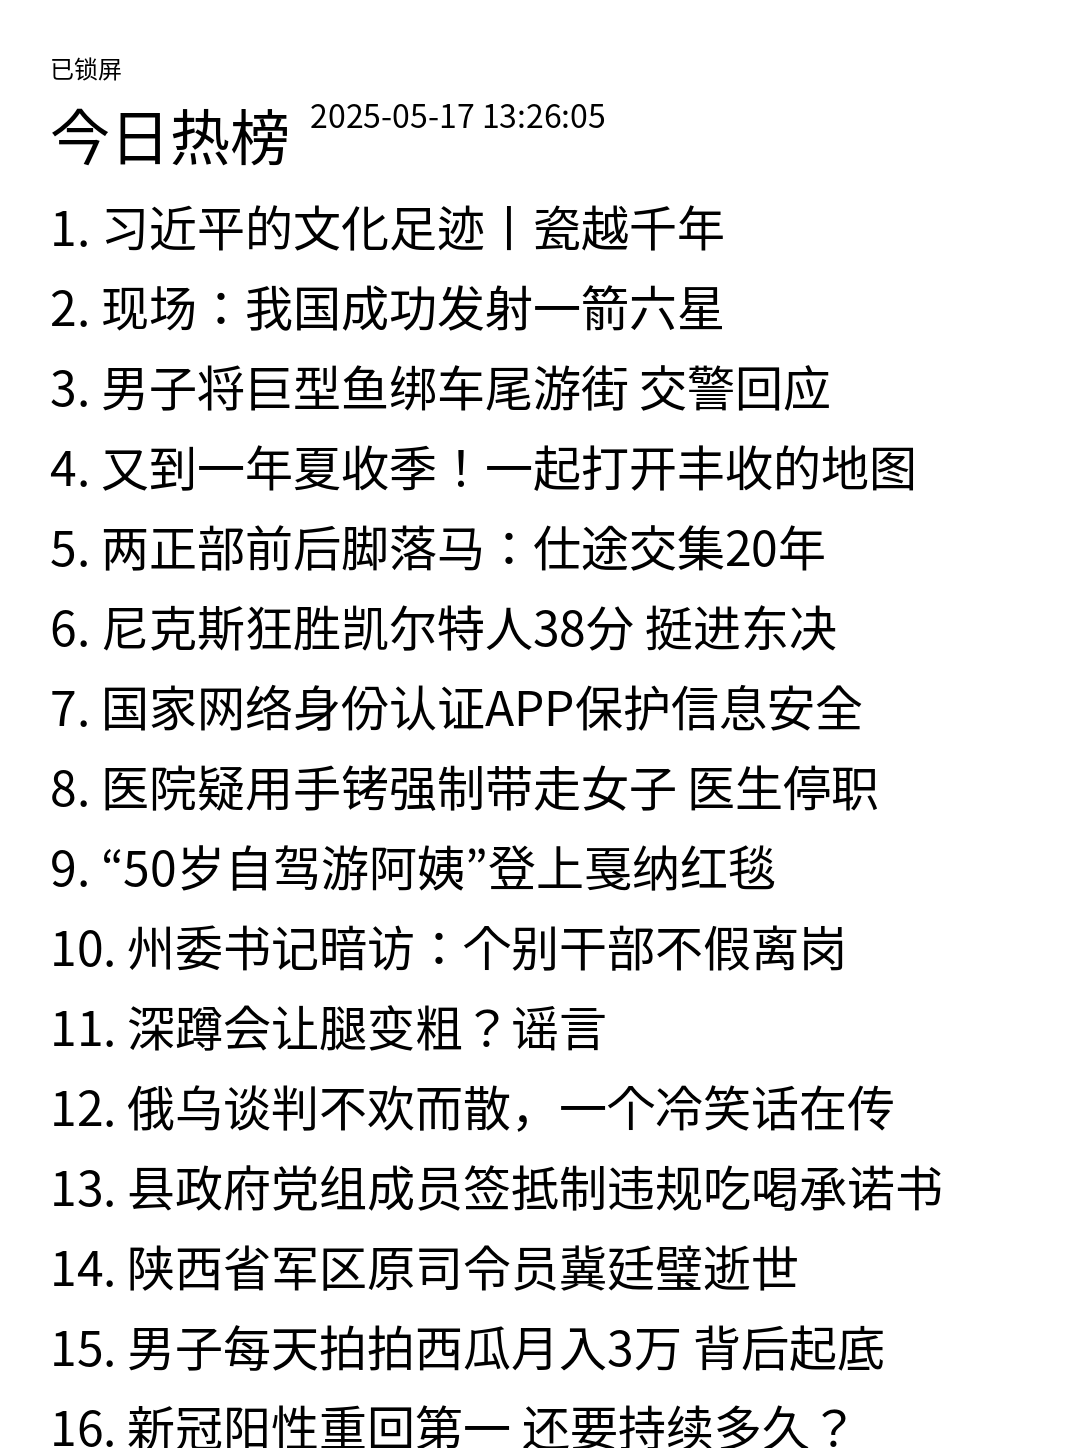 已锁屏
今日热榜 2025-05-17 13:26:05
1. 习近平的文化足迹丨瓷越千年
2. 现场：我国成功发射一箭六星
3. 男子将巨型鱼绑车尾游街 交警回应
4. 又到一年夏收季！一起打开丰收的地图
5. 两正部前后脚落马：仕途交集20年
6. 尼克斯狂胜凯尔特人38分 挺进东决
7. 国家网络身份认证APP保护信息安全
8. 医院疑用手铐强制带走女子 医生停职
9. “50岁自驾游阿姨”登上戛纳红毯
10. 州委书记暗访：个别干部不假离岗
11. 深蹲会让腿变粗？谣言
12. 俄乌谈判不欢而散，一个冷笑话在传
13. 县政府党组成员签抵制违规吃喝承诺书
14. 陕西省军区原司令员冀廷璧逝世
15. 男子每天拍拍西瓜月入3万 背后起底
16. 新冠阳性重回第一 还要持续多久？